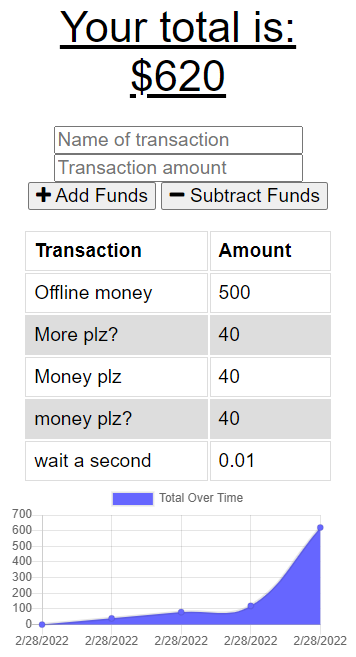 Your total is:
$620
Name of transaction
Transaction amount
+ Add Funds − Subtract Funds
Transaction Amount
Offline money 500
More plz? 40
Money plz 40
money plz? 40
wait a second 0.01
Total Over Time
700
600
500
400
300
200
100
0
2/28/2022 2/28/2022 2/28/2022 2/28/2022 2/28/2022